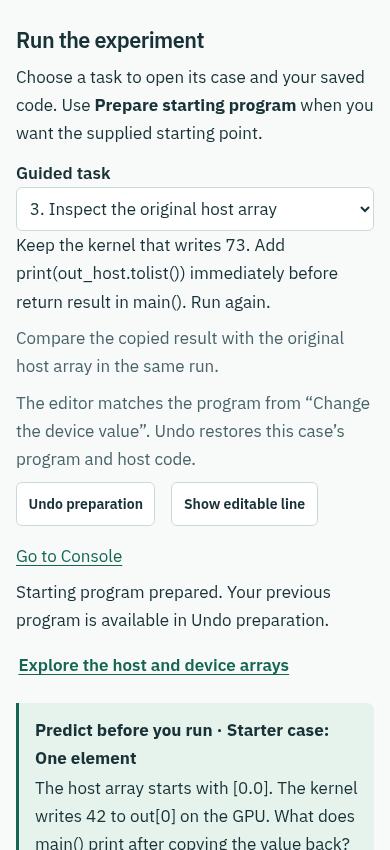 Run the experiment
Choose a task to open its case and your saved
code. Use Prepare starting program when you
want the supplied starting point.
Guided task
3. Inspect the original host array
Keep the kernel that writes 73. Add
print(out_host.tolist()) immediately before
return result in main(). Run again.
Compare the copied result with the original
host array in the same run.
The editor matches the program from “Change
the device value”. Undo restores this case’s
program and host code.
Undo preparation
Show editable line
Go to Console
Starting program prepared. Your previous
program is available in Undo preparation.
Explore the host and device arrays
Predict before you run · Starter case:
One element
The host array starts with [0.0]. The kernel
writes 42 to out[0] on the GPU. What does
main() print after copying the value back?